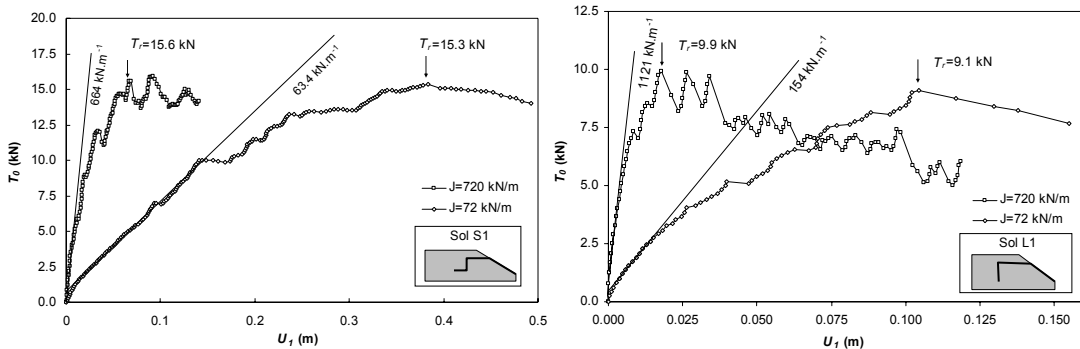 20.0
17.5
15.0
12.5
10.0
7.5
5.0
2.5
0.0
T0 (kN)
664 kN.m-1
Tr=15.6 kN
63.4 kN.m-1
Tr=15.3 kN
J=720 kN/m
J=72 kN/m
Sol S1
0 0.1 0.2 0.3 0.4 0.5
U1 (m)
12.5
10.0
7.5
5.0
2.5
0.0
T0 (kN)
1121 kN.m-1
Tr=9.9 kN
154 kN.m-1
Tr=9.1 kN
J=720 kN/m
J=72 kN/m
Sol L1
0.000 0.025 0.050 0.075 0.100 0.125 0.150
U1 (m)